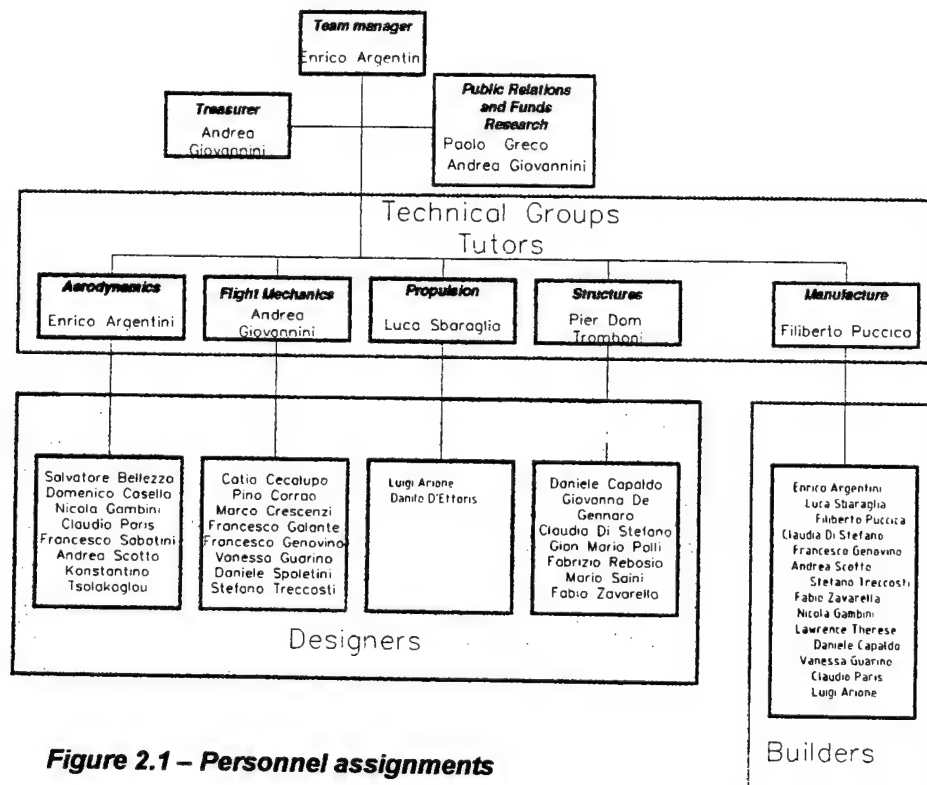 Team manager
Enrico Argentin
Treasurer
Andrea
Giovannini
Public Relations
and Funds
Research
Paolo Greco
Andrea Giovannini
Technical Groups
Tutors
Aerodynamics
Enrico Argentini
Flight Mechanics
Andrea
Giovannini
Propulsion
Luca Sbaraglia
Structures
Pier Dom
Tromboni
Manufacture
Filiberto Puccica
Salvatore Bellezzo
Domenico Casella
Nicola Gambini
Claudio Paris
Francesco Sabatini
Andrea Scotto
Konstantino
Tsolakoglou
Catia Cecalupo
Pino Corrao
Marco Crescenzi
Francesco Galante
Francesco Genovino
Vanessa Guarino
Daniele Spoletini
Stefano Treccosti
Luigi Arione
Danilo D'Ettoris
Daniele Capaldo
Giovanna De
Gennaro
Claudia Di Stefano
Gian Mario Polli
Fabrizio Rebosio
Mario Saini
Fabio Zavarella
Designers
Enrico Argentini
Luca Sbaraglia
Filiberto Puccica
Claudia Di Stefano
Francesco Genovino
Andrea Scotto
Stefano Treccosti
Fabio Zavarella
Nicola Gambini
Lawrence Therese
Daniele Capaldo
Vanessa Guarino
Claudio Paris
Luigi Arione
Builders
Figure 2.1 – Personnel assignments